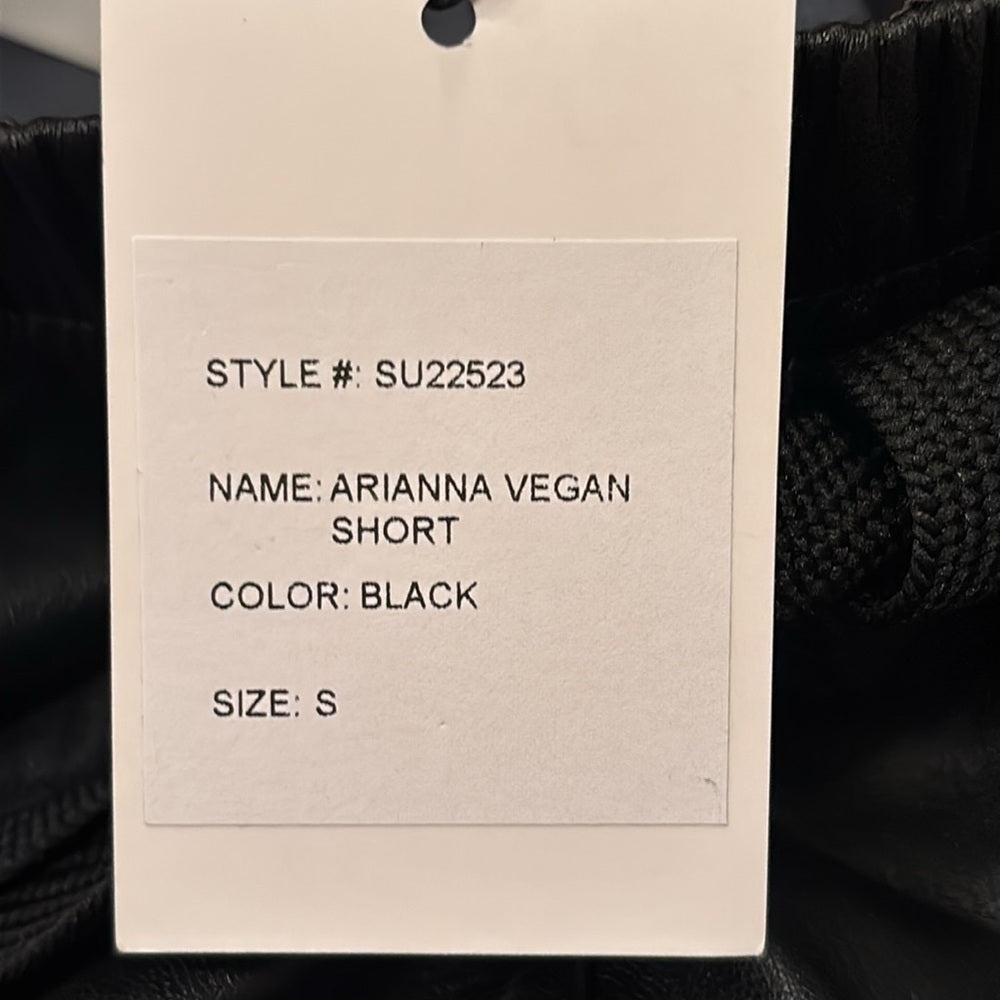 STYLE #: SU22523
NAME: ARIANNA VEGAN
SHORT
COLOR: BLACK
SIZE: S